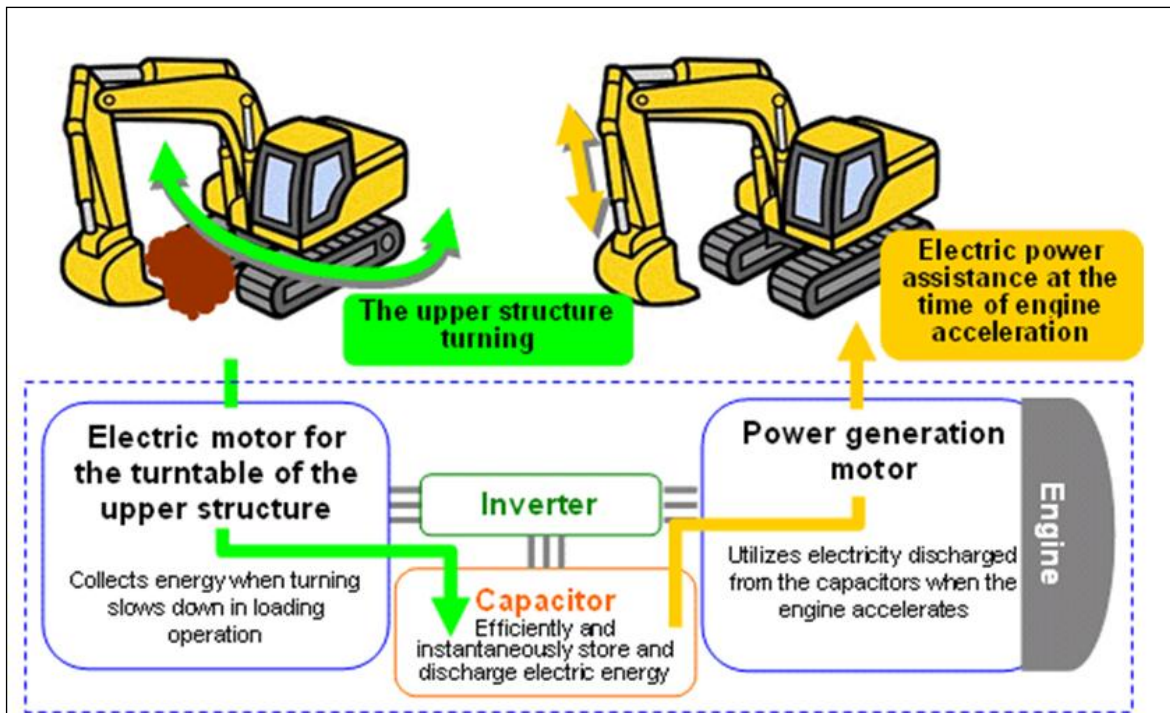 The upper structure
turning
Electric power
assistance at the
time of engine
acceleration
Electric motor for
the turntable of the
upper structure
Collects energy when turning
slows down in loading
operation
Inverter
Capacitor
Efficiently and
instantaneously store and
discharge electric energy
Power generation
motor
Utilizes electricity discharged
from the capacitors when the
engine accelerates
Engine